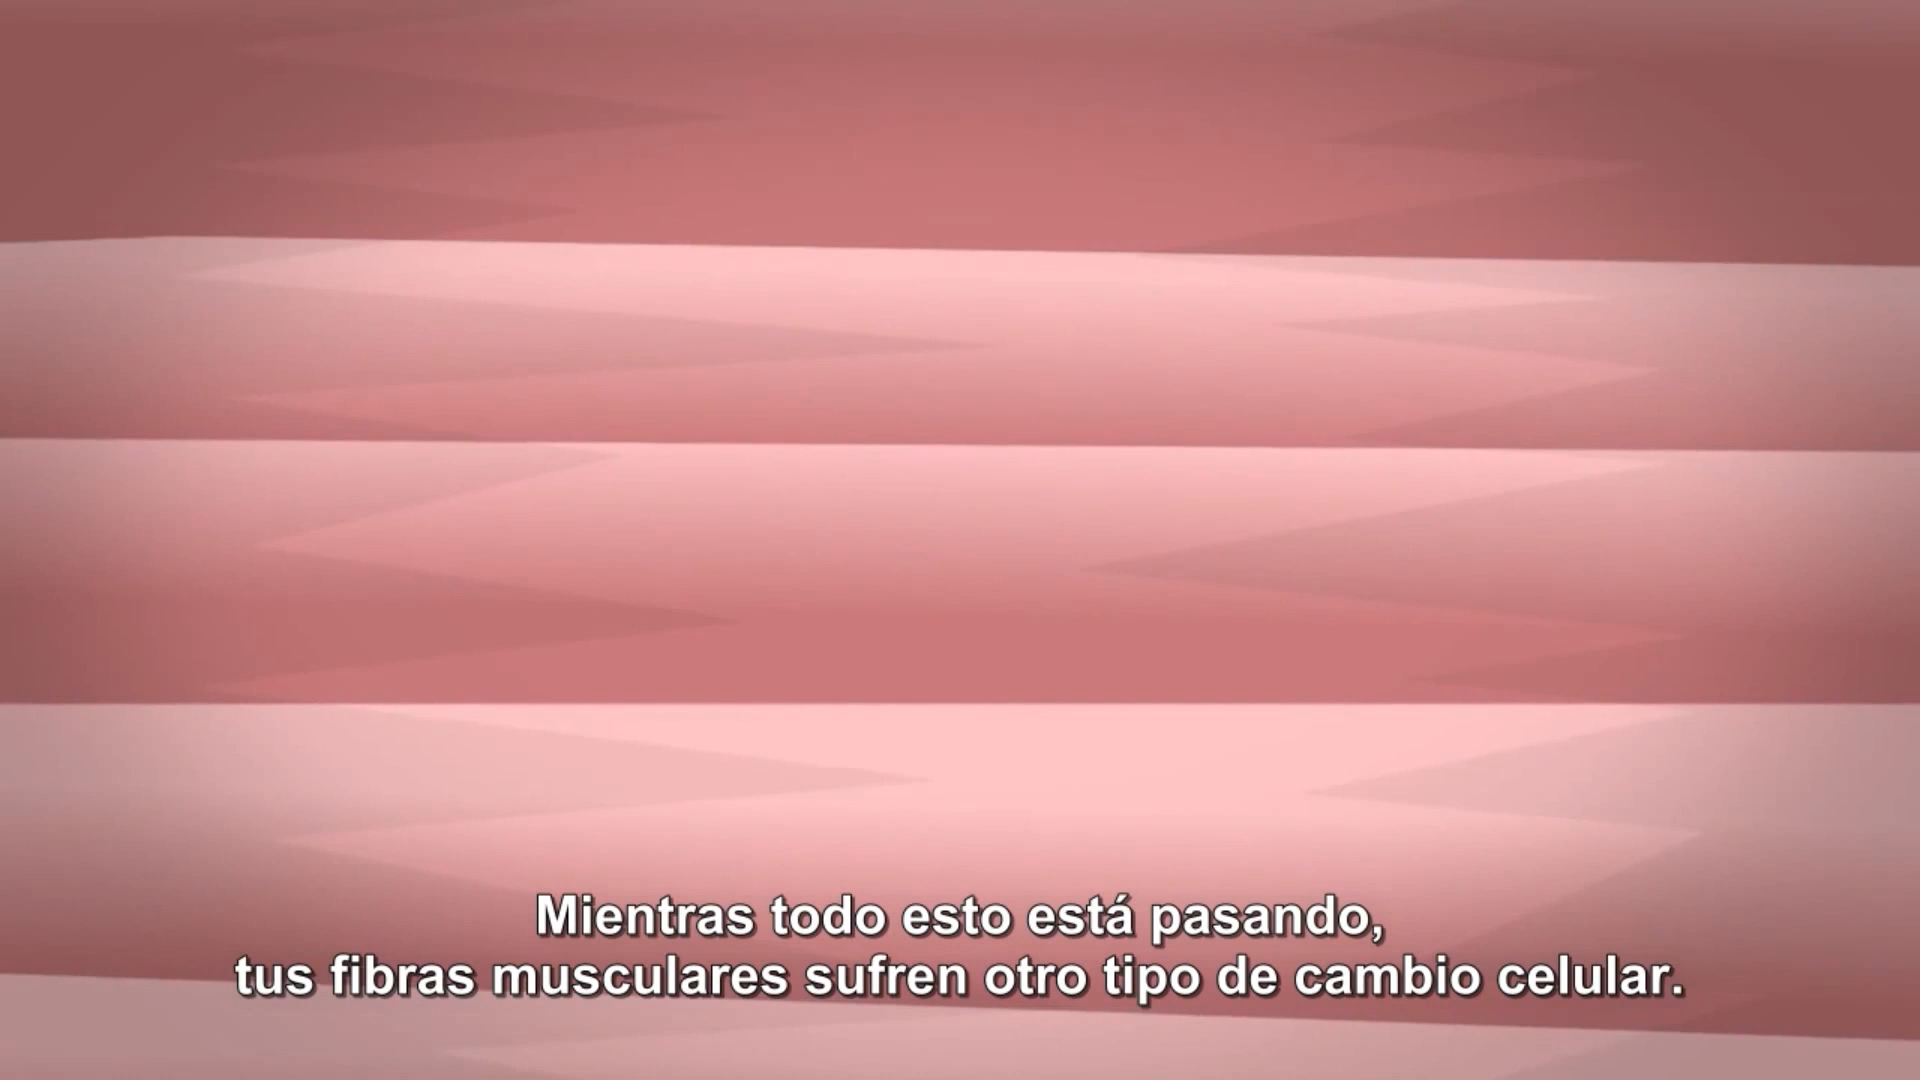 Mientras todo esto está pasando,
tus fibras musculares sufren otro tipo de cambio celular.